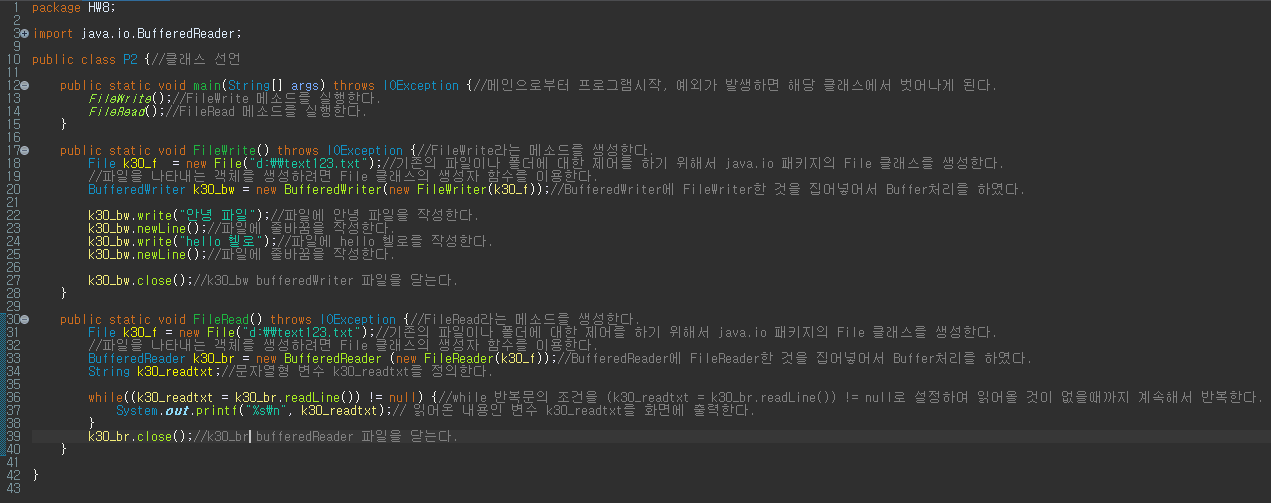 1 package HW8;
2
3 import java.io.BufferedReader;
9
10 public class P2 {//클래스 선언
11
12 public static void main(String[] args) throws IOException {//메인으로부터 프로그램시작, 예외가 발생하면 해당 클래스에서 벗어나게 된다.
13 FileWrite();//FileWrite 메소드를 실행한다.
14 FileRead();//FileRead 메소드를 실행한다.
15 }
16
17 public static void FileWrite() throws IOException {//FileWrite라는 메소드를 생성한다.
18 File k30_f = new File("d:₩₩text123.txt");//기존의 파일이나 폴더에 대한 제어를 하기 위해서 java.io 패키지의 File 클래스를 생성한다.
19 //파일을 나타내는 객체를 생성하려면 File 클래스의 생성자 함수를 이용한다.
20 BufferedWriter k30_bw = new BufferedWriter(new FileWriter(k30_f));//BufferedWriter에 FileWriter한 것을 집어넣어서 Buffer처리를 하였다.
21
22 k30_bw.write("안녕 파일");//파일에 안녕 파일을 작성한다.
23 k30_bw.newLine();//파일에 줄바꿈을 작성한다.
24 k30_bw.write("hello 헬로");//파일에 hello 헬로를 작성한다.
25 k30_bw.newLine();//파일에 줄바꿈을 작성한다.
26
27 k30_bw.close();//k30_bw bufferedWriter 파일을 닫는다.
28 }
29
30 public static void FileRead() throws IOException {//FileRead라는 메소드를 생성한다.
31 File k30_f = new File("d:₩₩text123.txt");//기존의 파일이나 폴더에 대한 제어를 하기 위해서 java.io 패키지의 File 클래스를 생성한다.
32 //파일을 나타내는 객체를 생성하려면 File 클래스의 생성자 함수를 이용한다.
33 BufferedReader k30_br = new BufferedReader (new FileReader(k30_f));//BufferedReader에 FileReader한 것을 집어넣어서 Buffer처리를 하였다.
34 String k30_readtxt;//문자열형 변수 k30_readtxt를 정의한다.
35
36 while((k30_readtxt = k30_br.readLine()) != null) {//while 반복문의 조건을 (k30_readtxt = k30_br.readLine()) != null로 설정하여 읽어올 것이 없을때까지 계속해서 반복한다.
37 System.out.printf("%s₩n", k30_readtxt);// 읽어온 내용인 변수 k30_readtxt를 화면에 출력한다.
38 }
39 k30_br.close();//k30_br bufferedReader 파일을 닫는다.
40 }
41
42 }
43